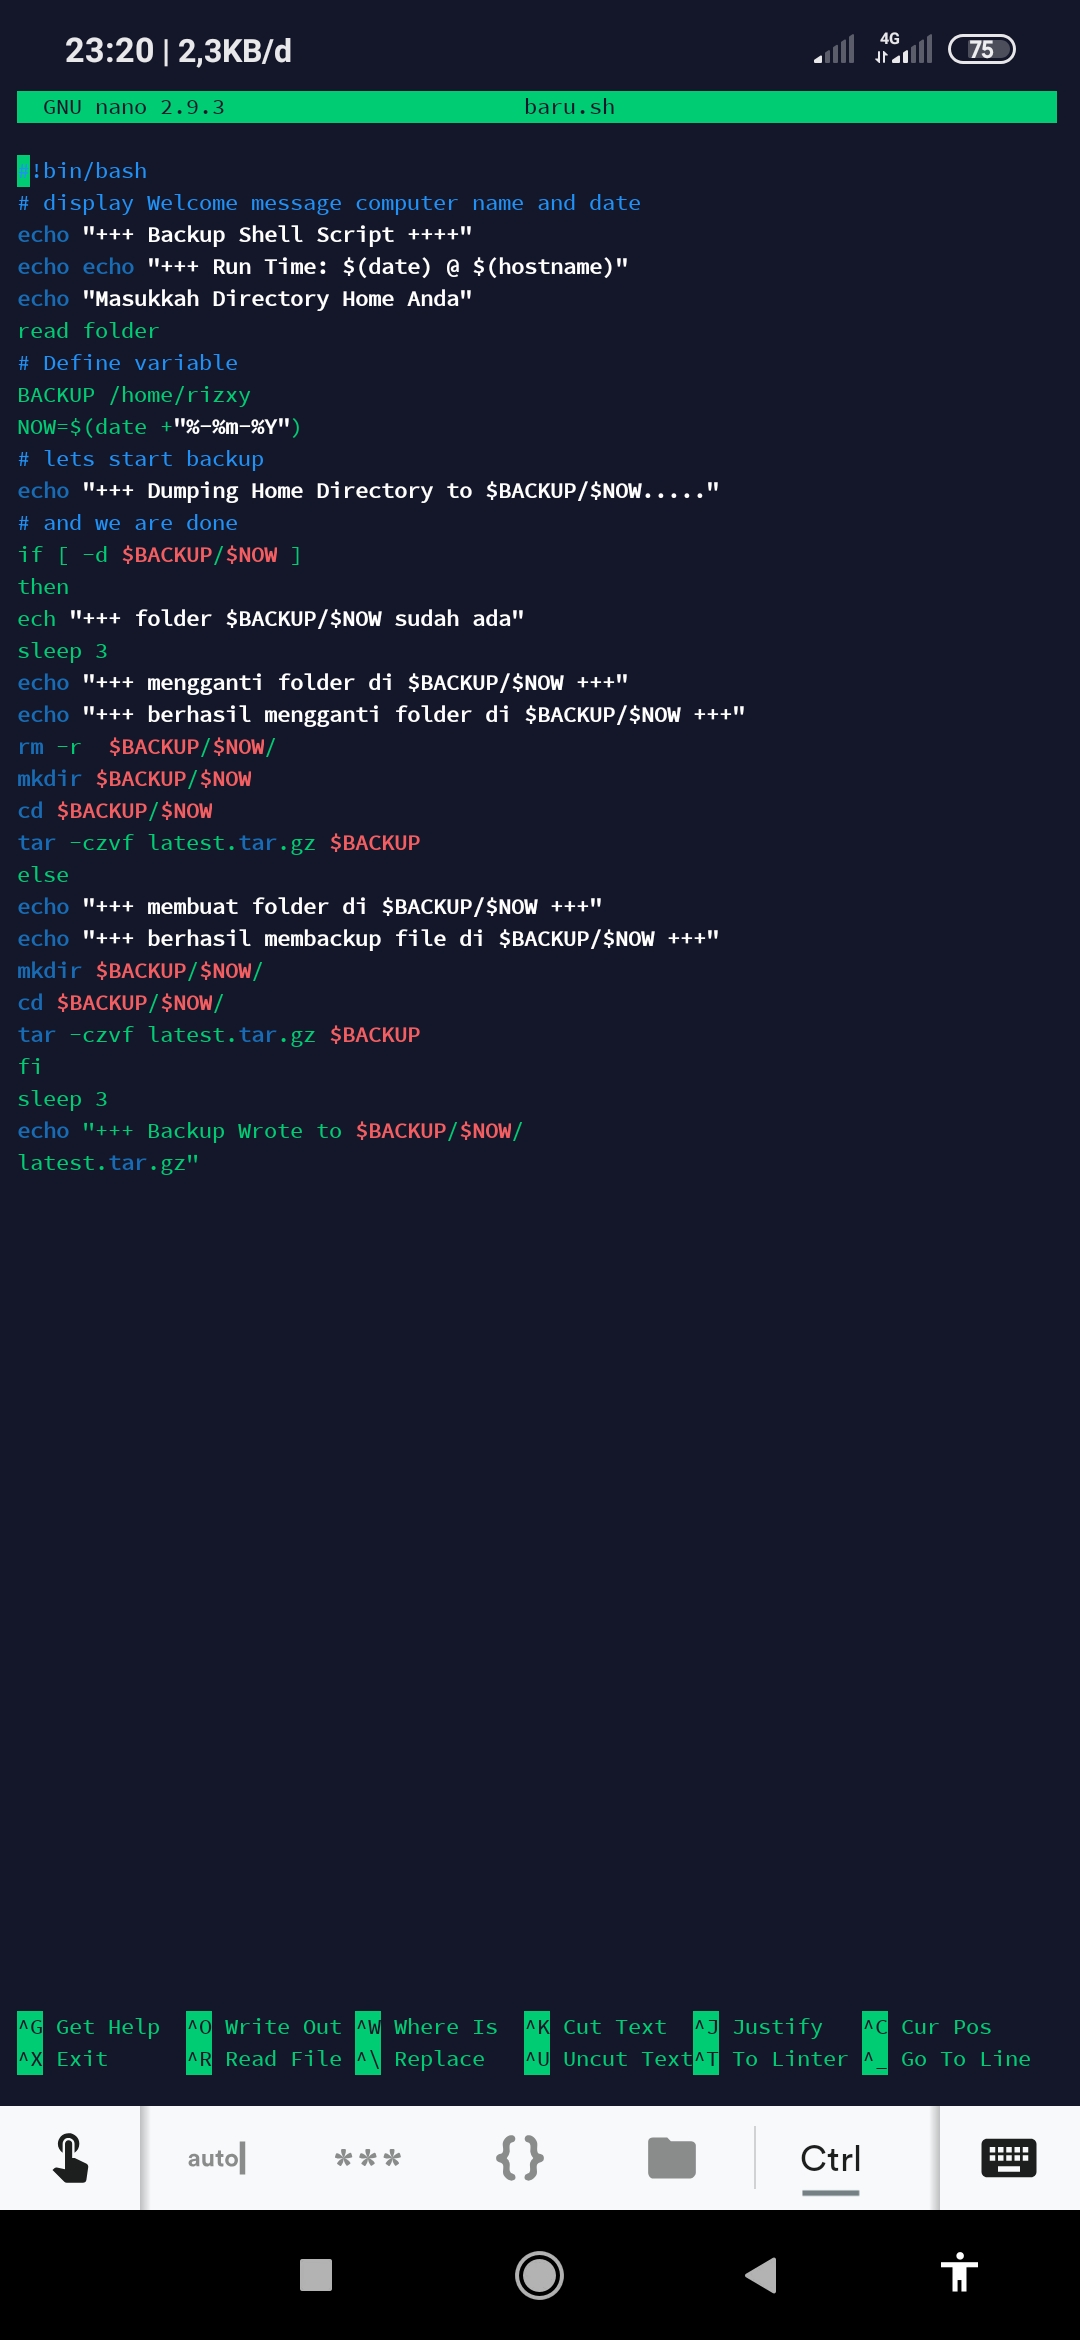 23:20 | 2,3KB/d 4G 75
GNU nano 2.9.3 baru.sh
#!bin/bash
# display Welcome message computer name and date
echo "+++ Backup Shell Script ++++"
echo echo "+++ Run Time: $(date) @ $(hostname)"
echo "Masukkah Directory Home Anda"
read folder
# Define variable
BACKUP /home/rizxy
NOW=$(date +"%-%m-%Y")
# lets start backup
echo "+++ Dumping Home Directory to $BACKUP/$NOW....."
# and we are done
if [ -d $BACKUP/$NOW ]
then
ech "+++ folder $BACKUP/$NOW sudah ada"
sleep 3
echo "+++ mengganti folder di $BACKUP/$NOW +++"
echo "+++ berhasil mengganti folder di $BACKUP/$NOW +++"
rm -r  $BACKUP/$NOW/
mkdir $BACKUP/$NOW
cd $BACKUP/$NOW
tar -czvf latest.tar.gz $BACKUP
else
echo "+++ membuat folder di $BACKUP/$NOW +++"
echo "+++ berhasil membackup file di $BACKUP/$NOW +++"
mkdir $BACKUP/$NOW/
cd $BACKUP/$NOW/
tar -czvf latest.tar.gz $BACKUP
fi
sleep 3
echo "+++ Backup Wrote to $BACKUP/$NOW/
latest.tar.gz"
^G Get Help ^O Write Out ^W Where Is ^K Cut Text ^J Justify ^C Cur Pos
^X Exit ^R Read File ^\ Replace ^U Uncut Text ^T To Linter ^_ Go To Line
auto *** {} Ctrl